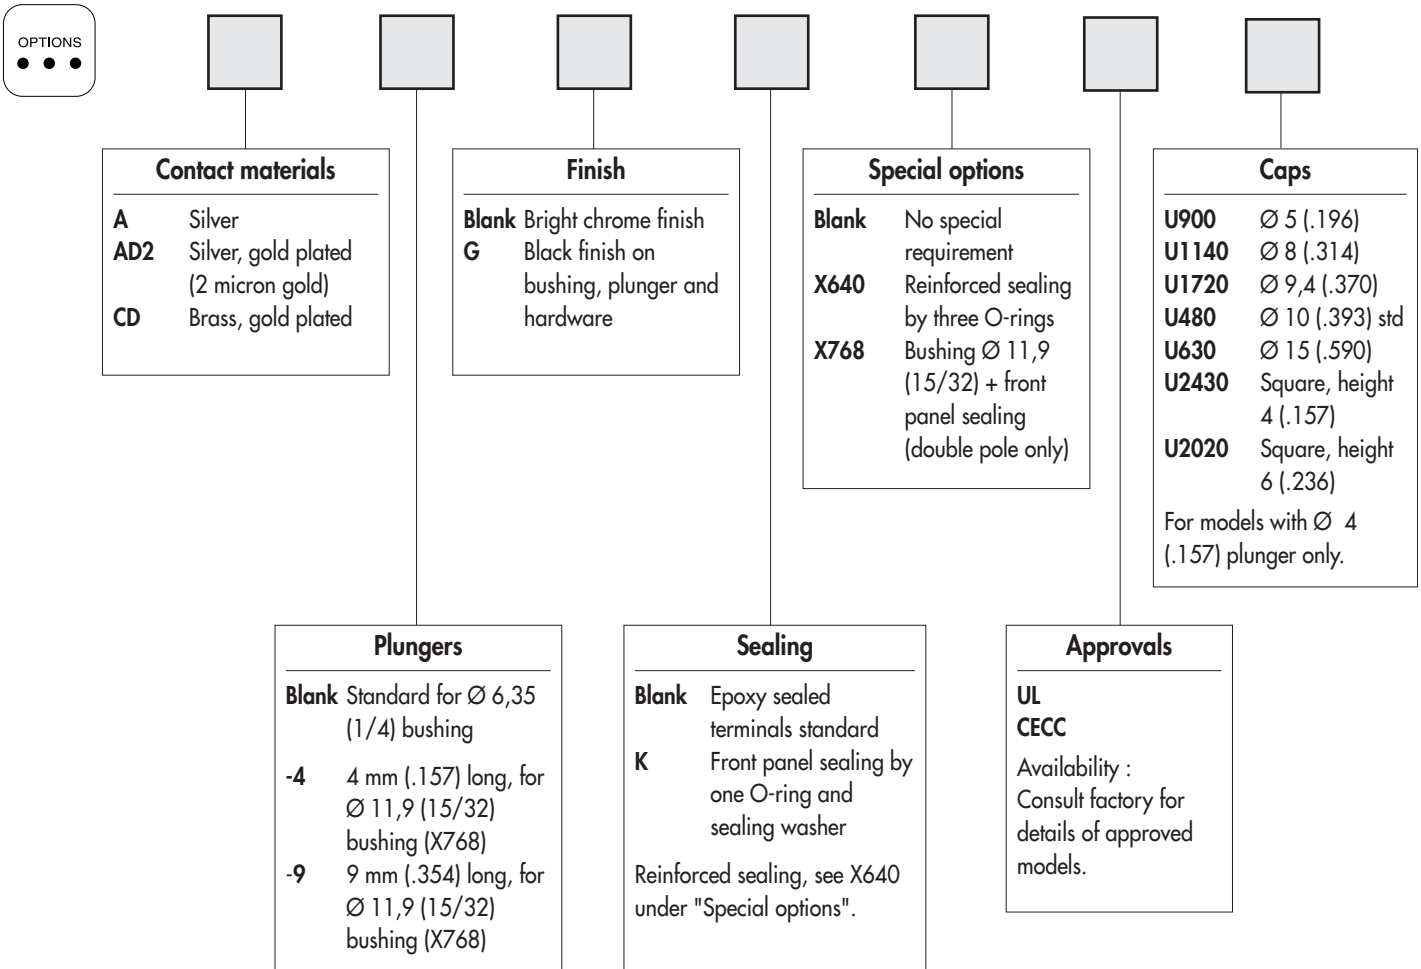 OPTIONS
Contact materials
A Silver
AD2 Silver, gold plated
(2 micron gold)
CD Brass, gold plated
Finish
Blank Bright chrome finish
G Black finish on
bushing, plunger and
hardware
Special options
Blank No special
requirement
X640 Reinforced sealing
by three O-rings
X768 Bushing Ø 11,9
(15/32) + front
panel sealing
(double pole only)
Caps
U900 Ø 5 (.196)
U1140 Ø 8 (.314)
U1720 Ø 9,4 (.370)
U480 Ø 10 (.393) std
U630 Ø 15 (.590)
U2430 Square, height
4 (.157)
U2020 Square, height
6 (.236)
For models with Ø 4
(.157) plunger only.
Plungers
Blank Standard for Ø 6,35
(1/4) bushing
-4 4 mm (.157) long, for
Ø 11,9 (15/32)
bushing (X768)
-9 9 mm (.354) long, for
Ø 11,9 (15/32)
bushing (X768)
Sealing
Blank Epoxy sealed
terminals standard
K Front panel sealing by
one O-ring and
sealing washer
Reinforced sealing, see X640
under "Special options".
Approvals
UL
CECC
Availability :
Consult factory for
details of approved
models.